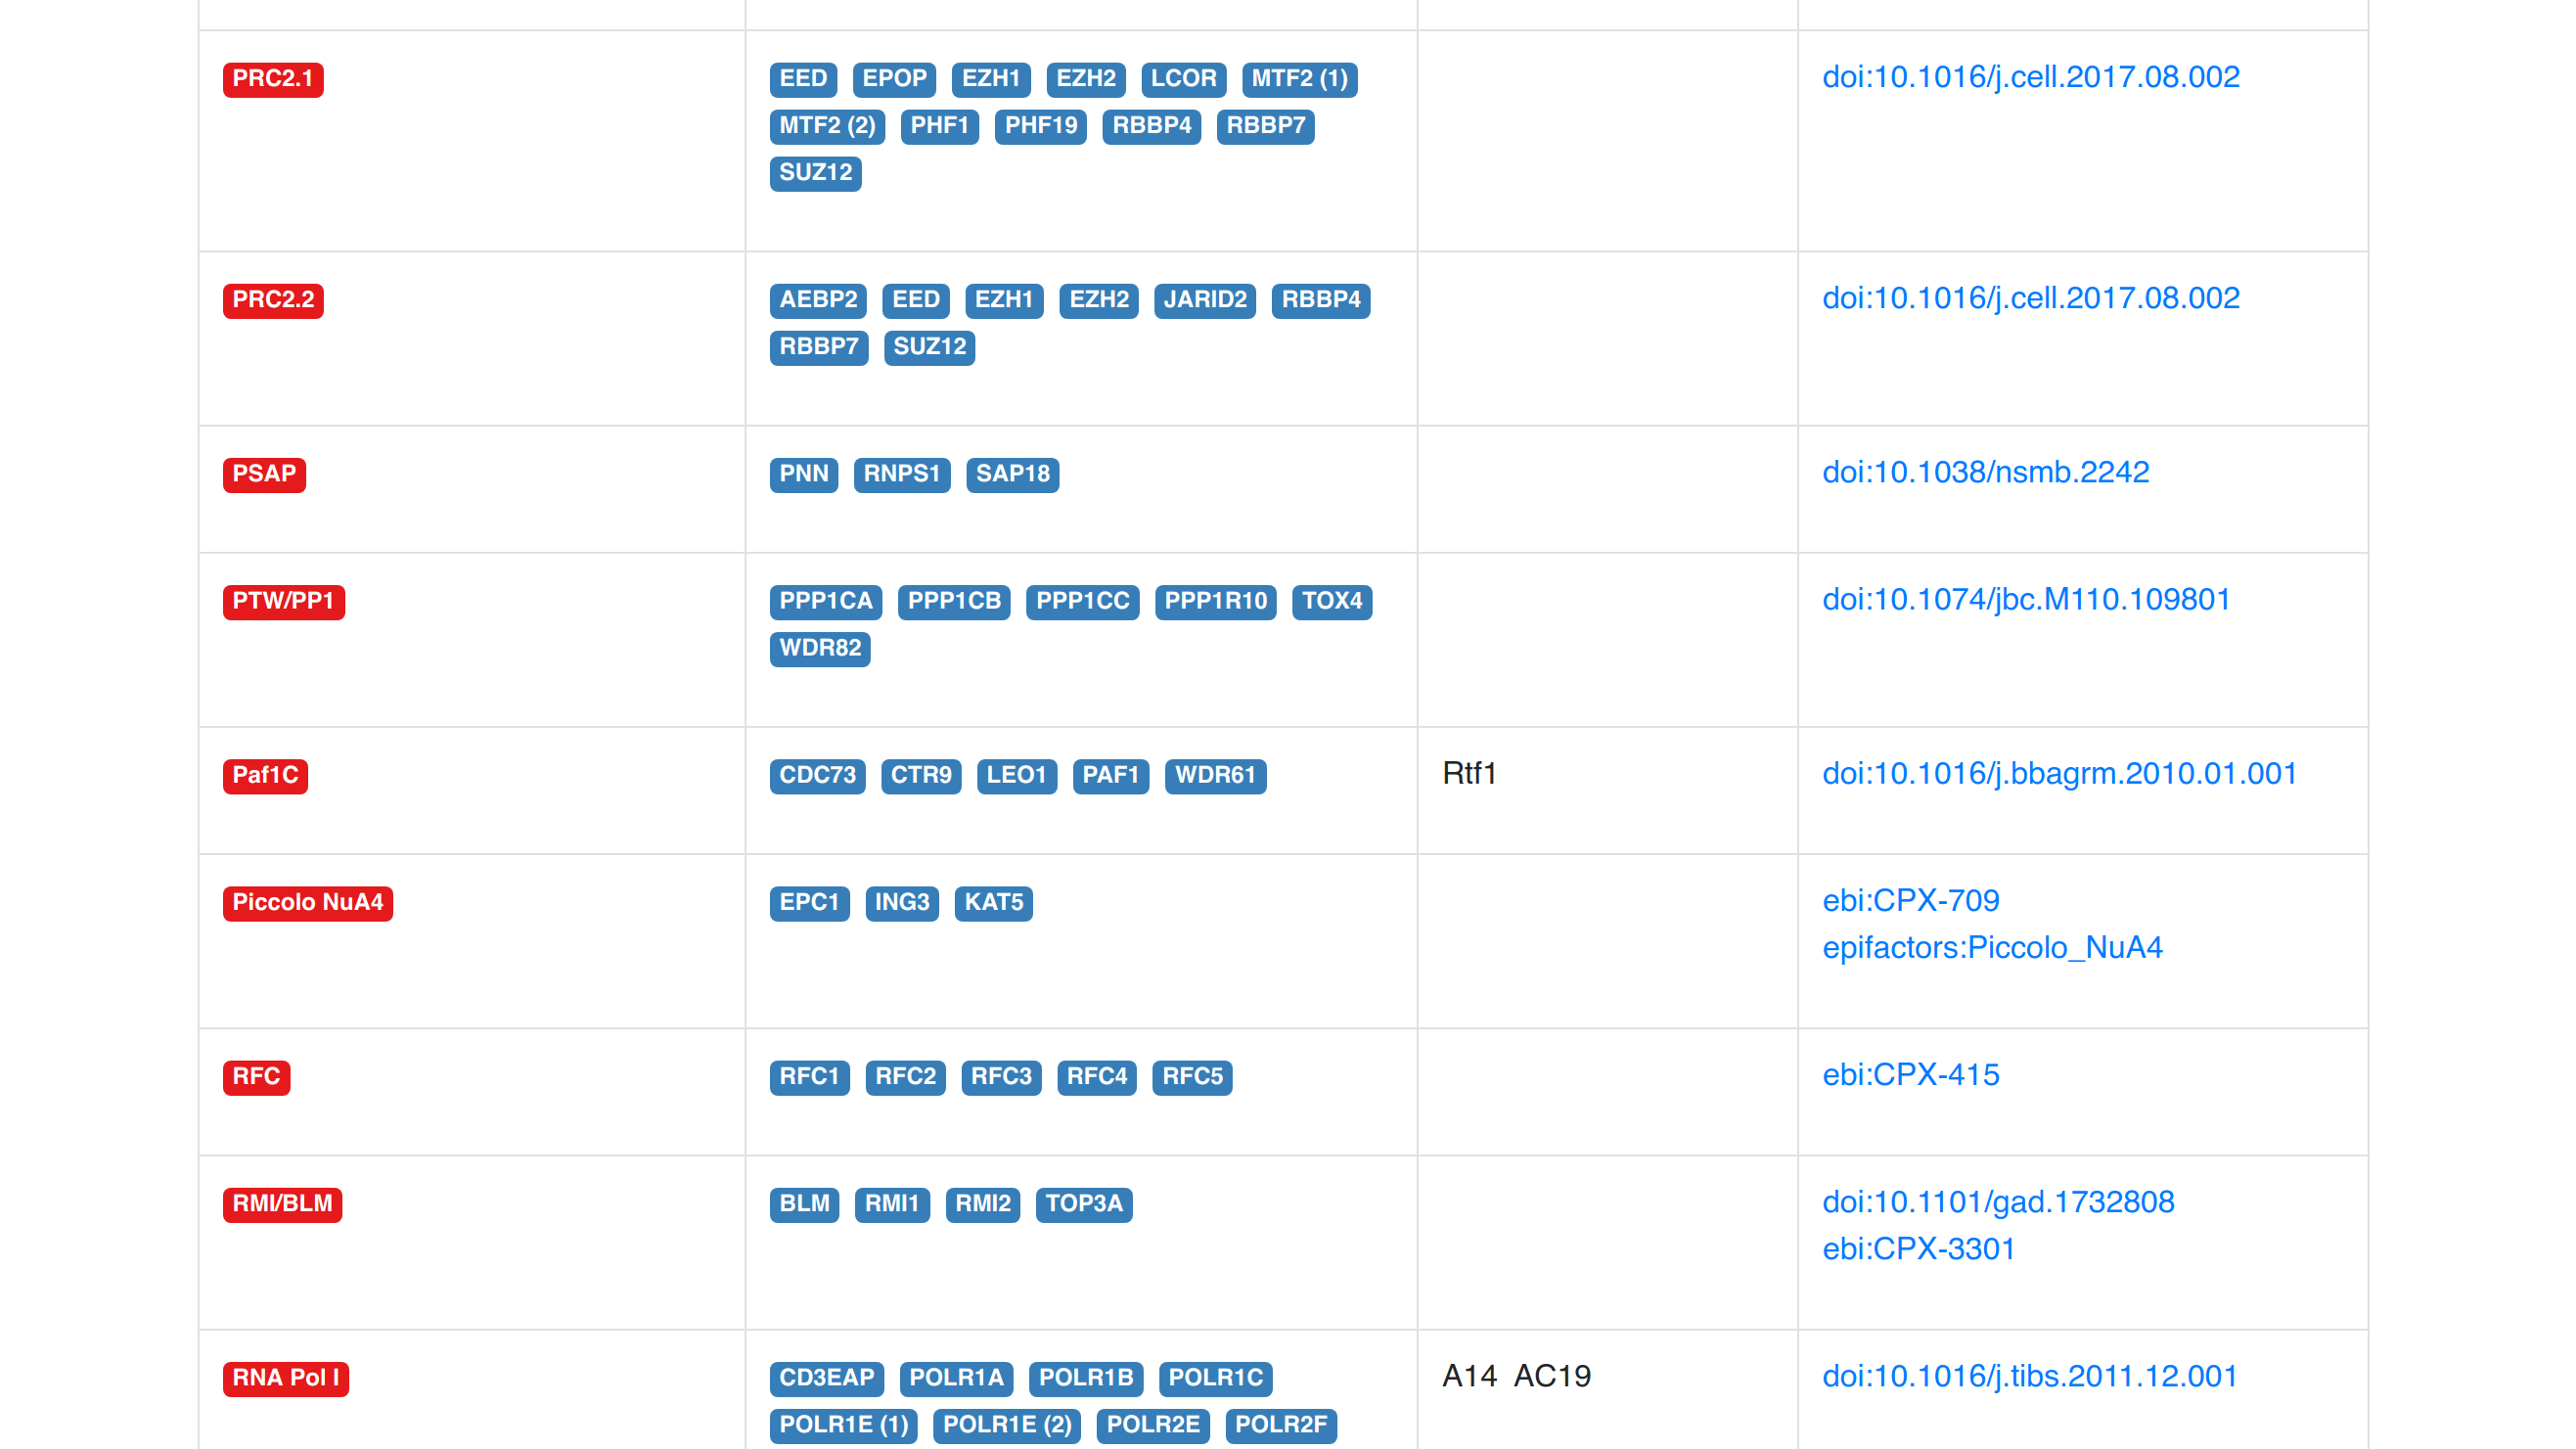 PRC2.1
EED EPOP EZH1 EZH2 LCOR MTF2 (1)
MTF2 (2) PHF1 PHF19 RBBP4 RBBP7
SUZ12
doi:10.1016/j.cell.2017.08.002
PRC2.2
AEBP2 EED EZH1 EZH2 JARID2 RBBP4
RBBP7 SUZ12
doi:10.1016/j.cell.2017.08.002
PSAP
PNN RNPS1 SAP18
doi:10.1038/nsmb.2242
PTW/PP1
PPP1CA PPP1CB PPP1CC PPP1R10 TOX4
WDR82
doi:10.1074/jbc.M110.109801
Paf1C
CDC73 CTR9 LEO1 PAF1 WDR61
Rtf1
doi:10.1016/j.bbagrm.2010.01.001
Piccolo NuA4
EPC1 ING3 KAT5
ebi:CPX-709
epifactors:Piccolo_NuA4
RFC
RFC1 RFC2 RFC3 RFC4 RFC5
ebi:CPX-415
RMI/BLM
BLM RMI1 RMI2 TOP3A
doi:10.1101/gad.1732808
ebi:CPX-3301
RNA Pol I
CD3EAP POLR1A POLR1B POLR1C
POLR1E (1) POLR1E (2) POLR2E POLR2F
A14 AC19
doi:10.1016/j.tibs.2011.12.001